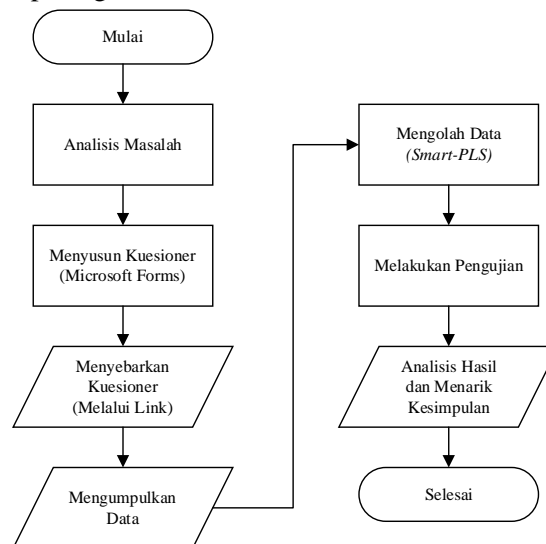 Mulai
Analisis Masalah
Menyusun Kuesioner
(Microsoft Forms)
Menyebarkan
Kuesioner
(Melalui Link)
Mengumpulkan
Data
Mengolah Data
(Smart-PLS)
Melakukan Pengujian
Analisis Hasil
dan Menarik
Kesimpulan
Selesai